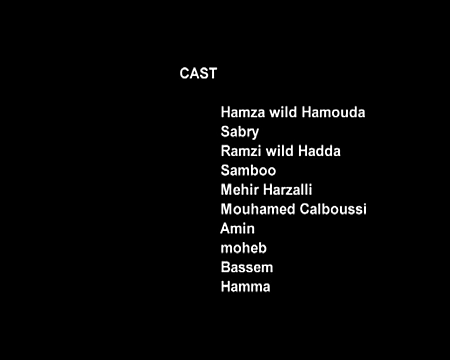 CAST
Hamza wild Hamouda
Sabry
Ramzi wild Hadda
Samboo
Mehir Harzalli
Mouhamed Calboussi
Amin
moheb
Bassem
Hamma